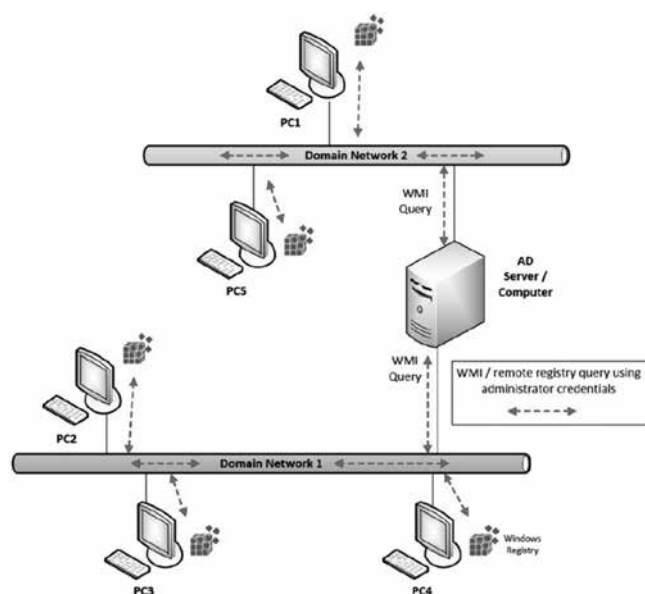 PC1
Domain Network 2
WMI
Query
PC5
AD
Server /
Computer
WMI
Query
WMI / remote registry query using
administrator credentials
PC2
Domain Network 1
Windows
Registry
PC3
PC4